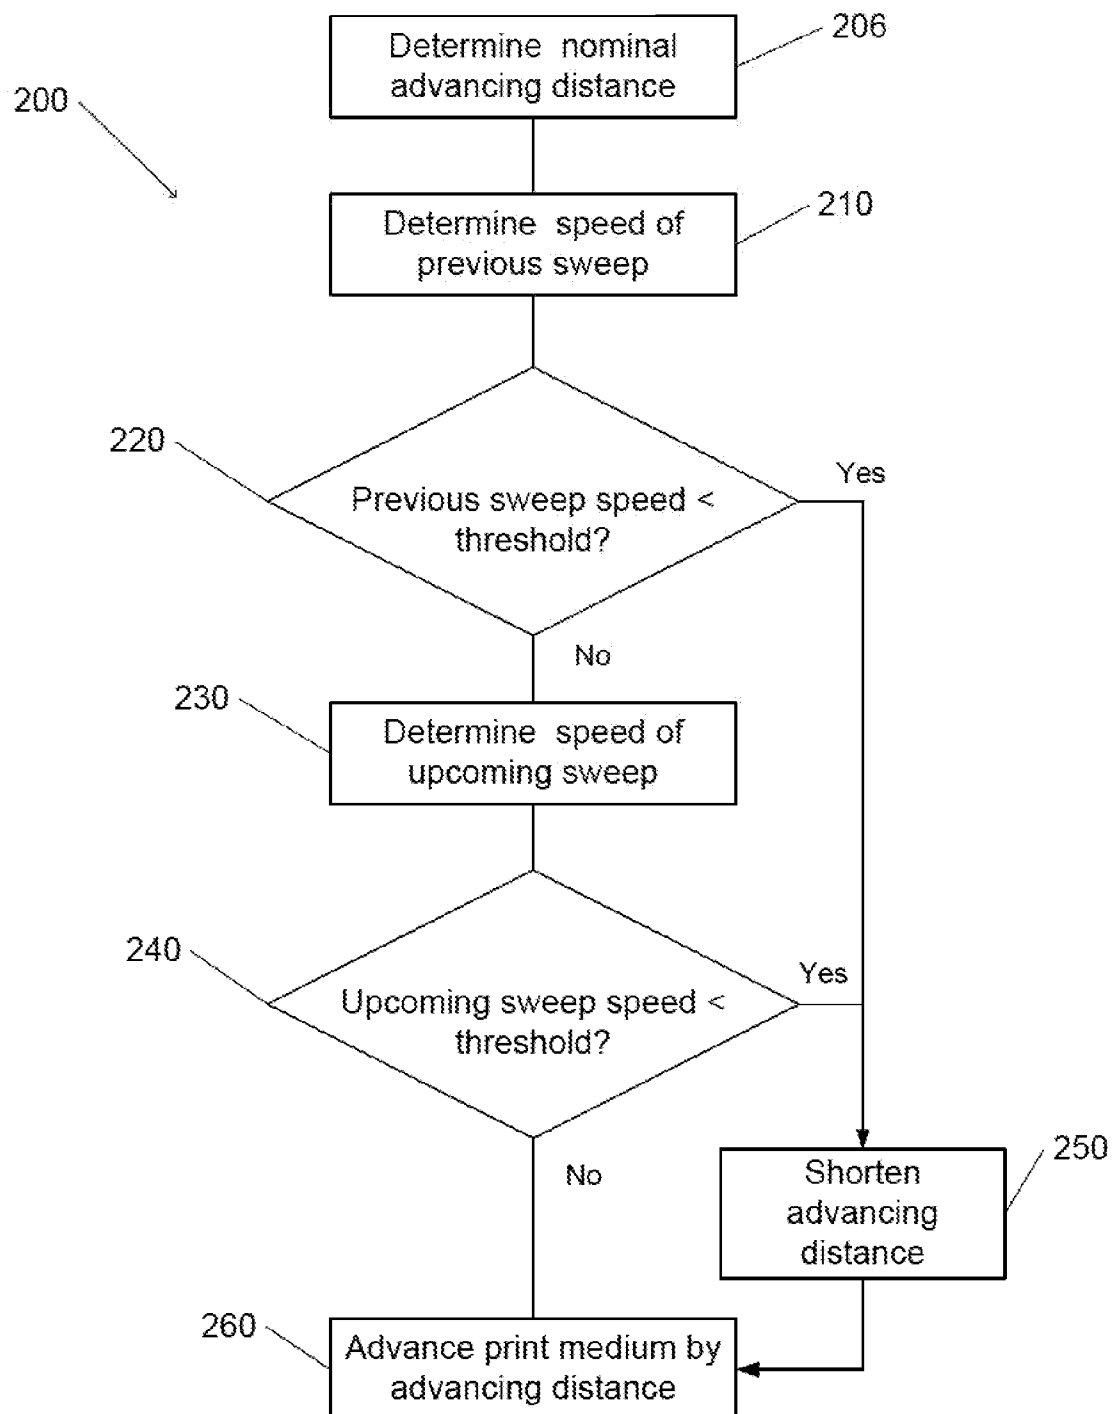 Determine nominal
advancing distance
206
200
Determine speed of
previous sweep
210
220
Previous sweep speed <
threshold?
Yes
No
230
Determine speed of
upcoming sweep
240
Upcoming sweep speed <
threshold?
Yes
No
Shorten
advancing
distance
250
260
Advance print medium by
advancing distance